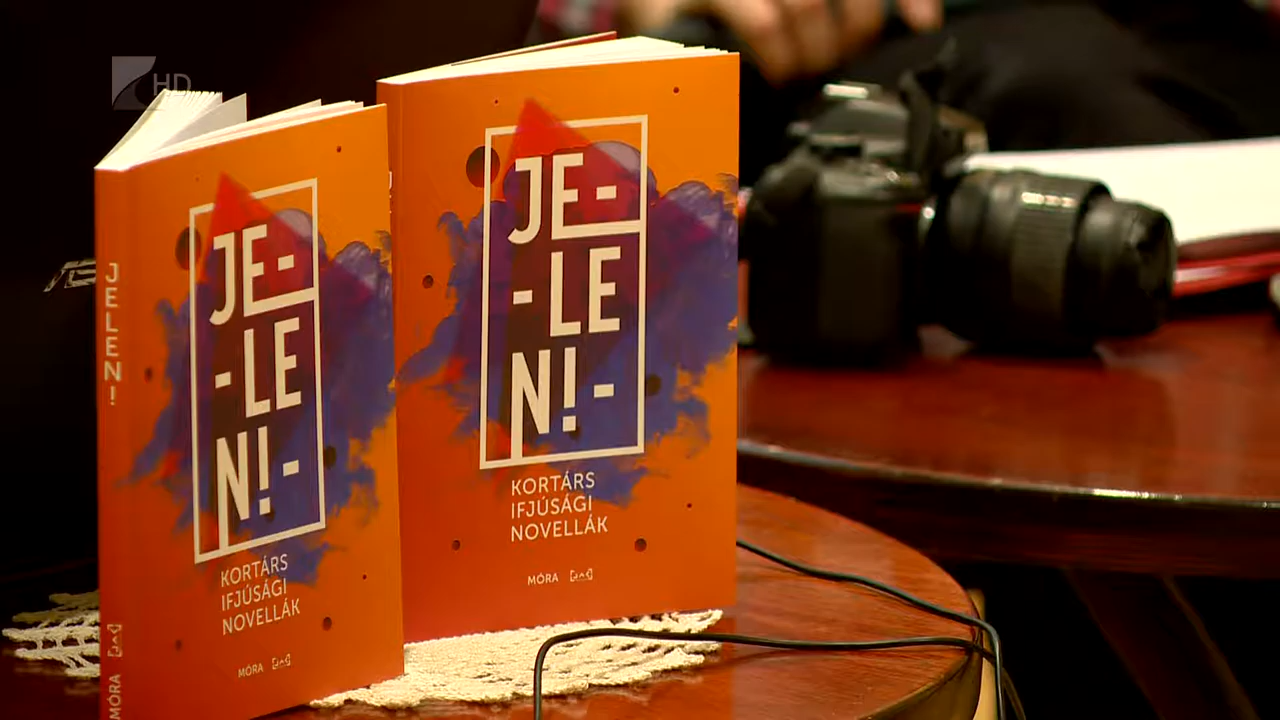 HD
JELEN!
MÓRA
JE-
-LE
N!-
KORTÁRS
IFJÚSÁGI
NOVELLÁK
MÓRA
JE-
-LE
N!-
KORTÁRS
IFJÚSÁGI
NOVELLÁK
MÓRA